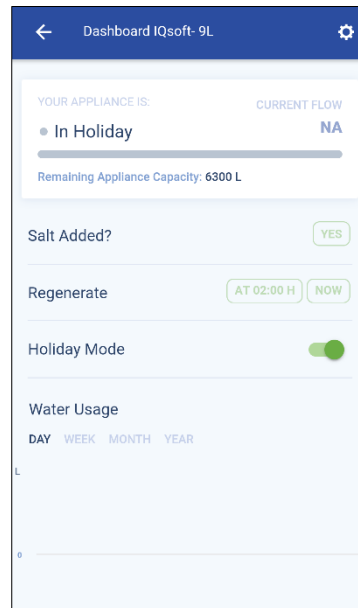 Dashboard IQsoft- 9L
YOUR APPLIANCE IS:
CURRENT FLOW
In Holiday
NA
Remaining Appliance Capacity: 6300 L
Salt Added?
YES
Regenerate
AT 02:00 H
NOW
Holiday Mode
Water Usage
DAY WEEK MONTH YEAR
L
0